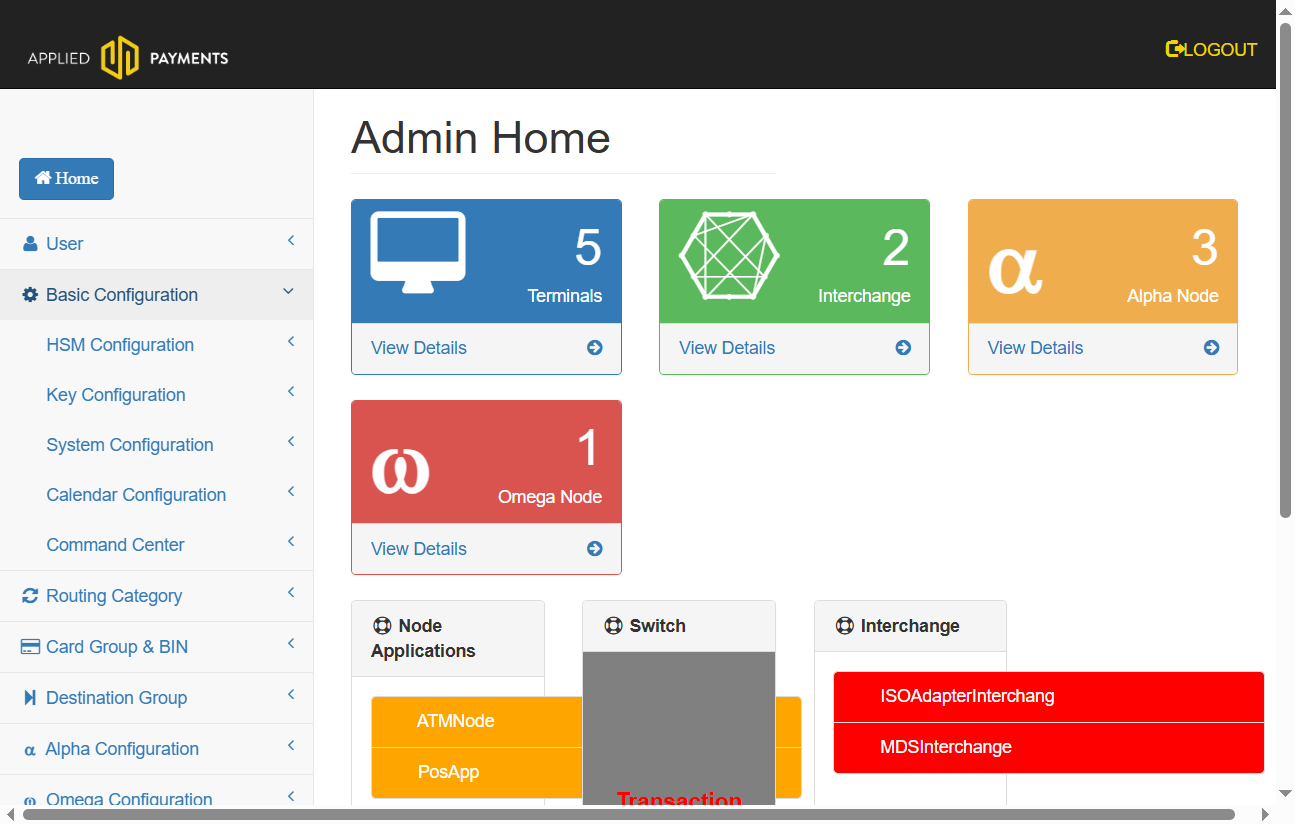 APPLIED PAYMENTS
LOGOUT
Home
User
Basic Configuration
HSM Configuration
Key Configuration
System Configuration
Calendar Configuration
Command Center
Routing Category
Card Group & BIN
Destination Group
α Alpha Configuration
ω Omega Configuration
Admin Home
5
Terminals
View Details
2
Interchange
View Details
α
3
Alpha Node
View Details
ω
1
Omega Node
View Details
Node
Applications
ATMNode
PosApp
Switch
Transaction
Interchange
ISOAdapterInterchang
MDSInterchange